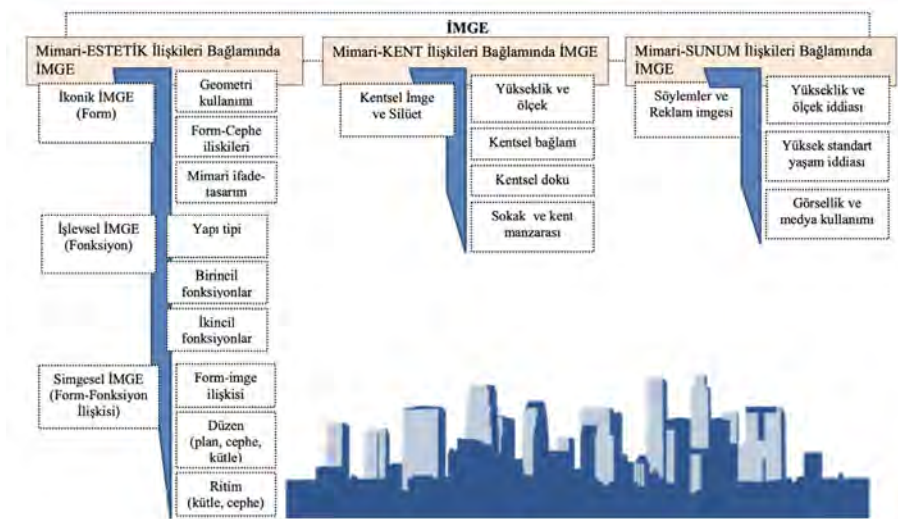 İMGE
Mimari-ESTETİK İlişkileri Bağlamında
İMGE
İkonik İMGE
(Form)
Geometri
kullanımı
Form-Cephe
iliskileri
Mimari ifade-
tasarım
İşlevsel İMGE
(Fonksiyon)
Yapı tipi
Birincil
fonksiyonlar
İkincil
fonksiyonlar
Simgesel İMGE
(Form-Fonksiyon
İlişkisi)
Form-imge
ilişkisi
Düzen
(plan, cephe,
kütle)
Ritim
(kütle, cephe)
Mimari-KENT İlişkileri Bağlamında İMGE
Kentsel İmge
ve Silüet
Yükseklik ve
ölçek
Kentsel bağlam
Kentsel doku
Sokak ve kent
manzarası
Mimari-SUNUM İlişkileri Bağlamında
İMGE
Söylemler ve
Reklam imgesi
Yükseklik ve
ölçek iddiası
Yüksek standart
yaşam iddiası
Görsellik ve
medya kullanımı